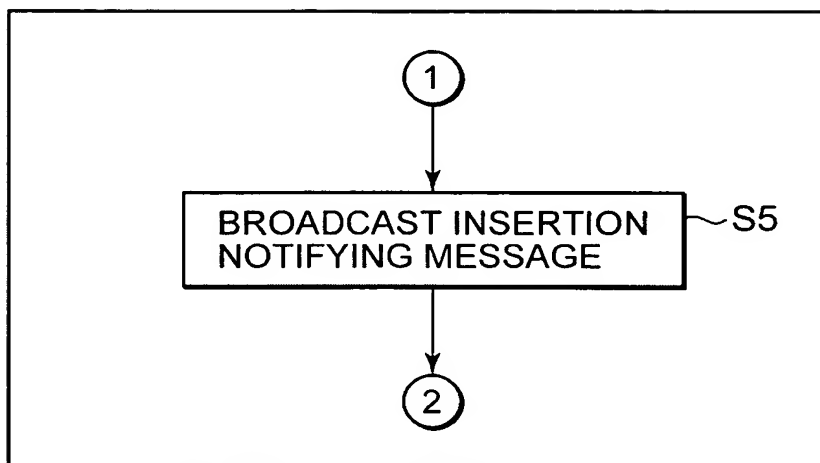 1
BROADCAST INSERTION
NOTIFYING MESSAGE
S5
2